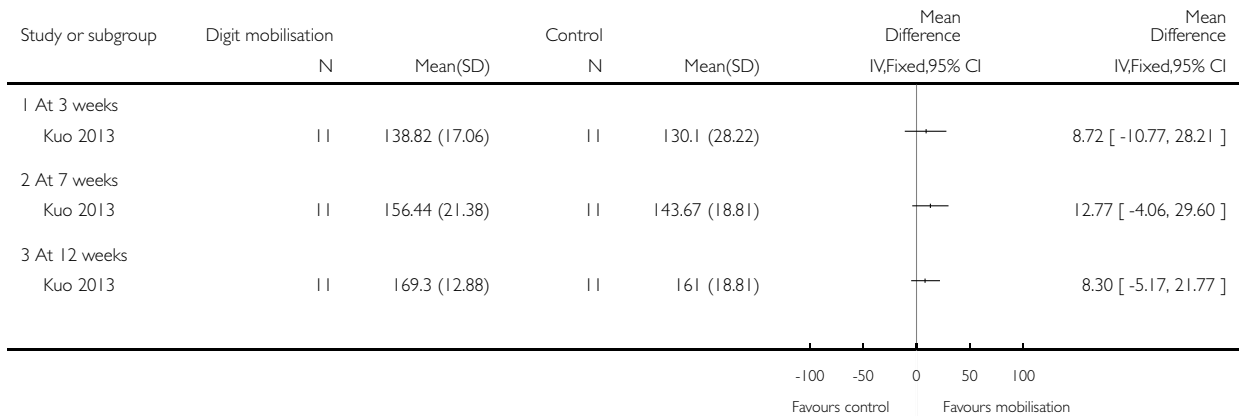 Mean Mean
Study or subgroup Digit mobilisation Control Difference Difference
N Mean(SD) N Mean(SD) IV,Fixed,95% CI IV,Fixed,95% CI
1 At 3 weeks
Kuo 2013 11 138.82 (17.06) 11 130.1 (28.22) 8.72 [ -10.77, 28.21 ]
2 At 7 weeks
Kuo 2013 11 156.44 (21.38) 11 143.67 (18.81) 12.77 [ -4.06, 29.60 ]
3 At 12 weeks
Kuo 2013 11 169.3 (12.88) 11 161 (18.81) 8.30 [ -5.17, 21.77 ]
-100 -50 0 50 100
Favours control Favours mobilisation